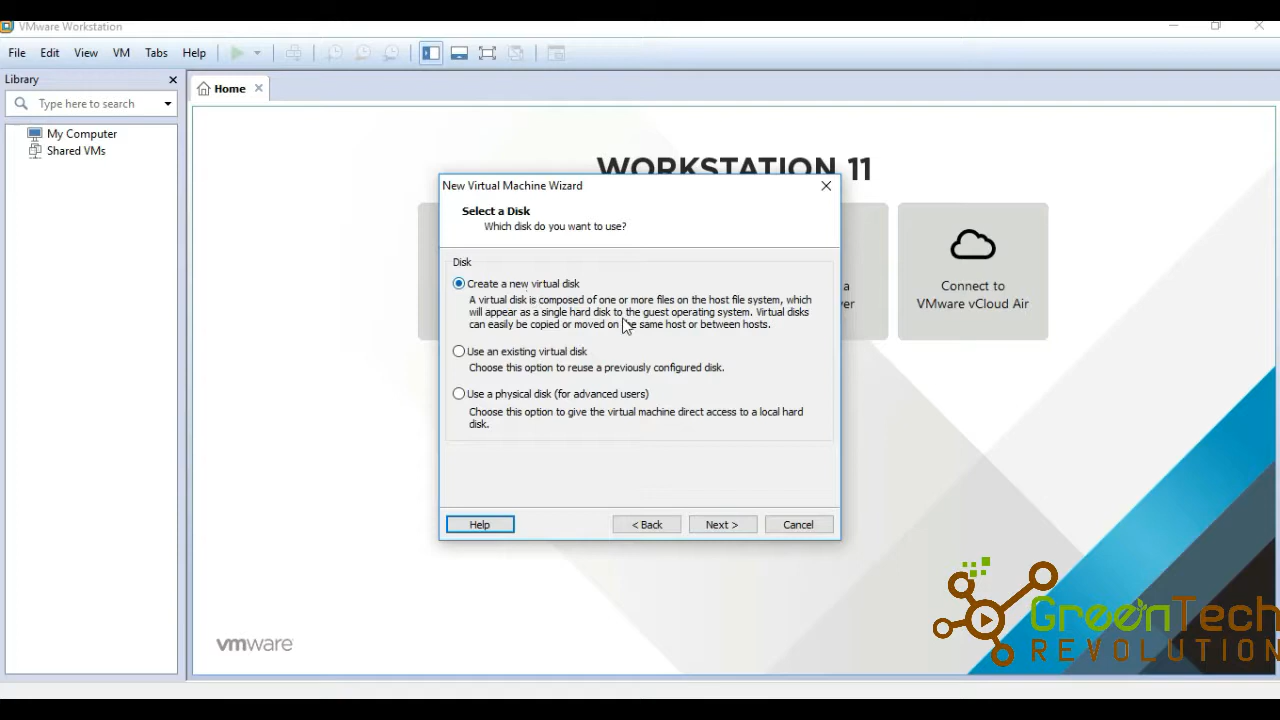 VMware Workstation
File Edit View VM Tabs Help
Library
Type here to search
My Computer
Shared VMs
Home
WORKSTATION 11
New Virtual Machine Wizard
Select a Disk
Which disk do you want to use?
Disk
Create a new virtual disk
A virtual disk is composed of one or more files on the host file system, which
will appear as a single hard disk to the guest operating system. Virtual disks
can easily be copied or moved on the same host or between hosts.
Use an existing virtual disk
Choose this option to reuse a previously configured disk.
Use a physical disk (for advanced users)
Choose this option to give the virtual machine direct access to a local hard
disk.
Help
< Back
Next >
Cancel
a
Connect to
VMware vCloud Air
vmware
GreenTech
REVOLUTION